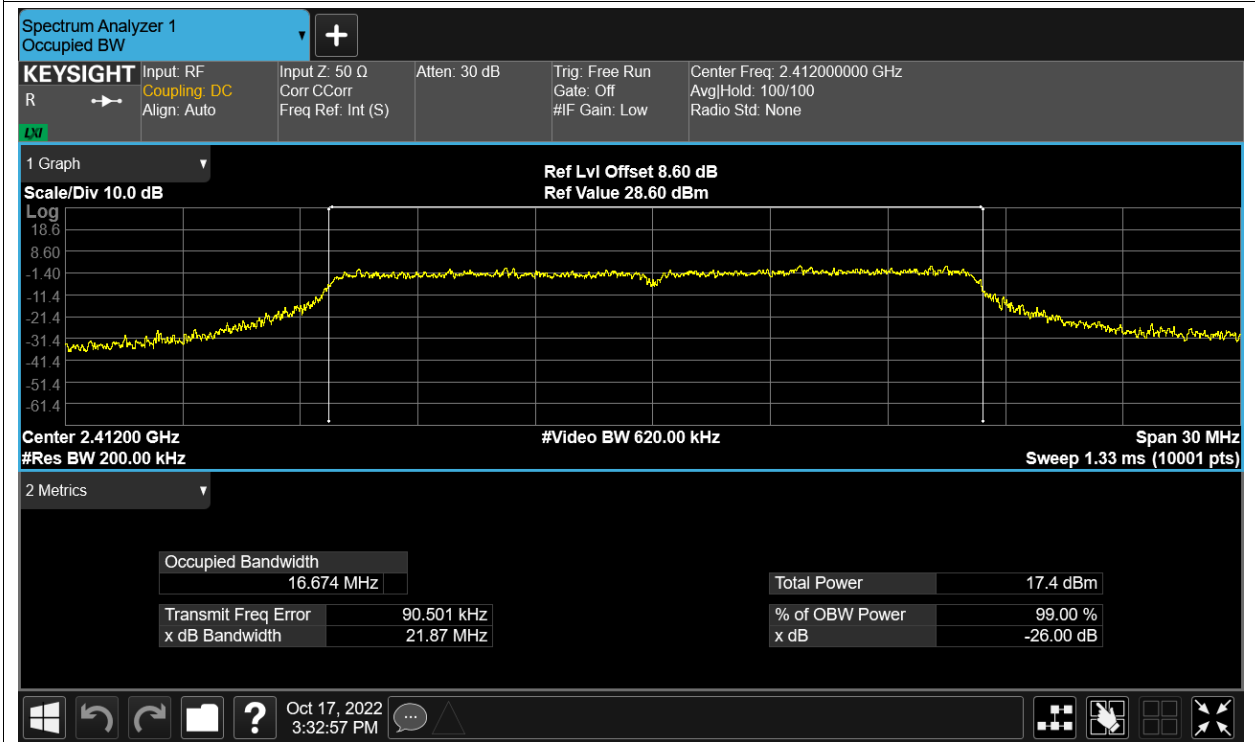 Spectrum Analyzer 1
Occupied BW
KEYSIGHT
R
LXI
Input: RF
Coupling: DC
Align: Auto
Input Z: 50 Ω
Corr CCorr
Freq Ref: Int (S)
Atten: 30 dB
Trig: Free Run
Gate: Off
#IF Gain: Low
Center Freq: 2.412000000 GHz
Avg|Hold: 100/100
Radio Std: None
1 Graph
Scale/Div 10.0 dB
Ref Lvl Offset 8.60 dB
Ref Value 28.60 dBm
Log
18.6
8.60
-1.40
-11.4
-21.4
-31.4
-41.4
-51.4
-61.4
Center 2.41200 GHz
#Res BW 200.00 kHz
#Video BW 620.00 kHz
Span 30 MHz
Sweep 1.33 ms (10001 pts)
2 Metrics
Occupied Bandwidth
16.674 MHz
Transmit Freq Error 90.501 kHz
x dB Bandwidth 21.87 MHz
Total Power 17.4 dBm
% of OBW Power 99.00 %
x dB -26.00 dB
?
Oct 17, 2022
3:32:57 PM